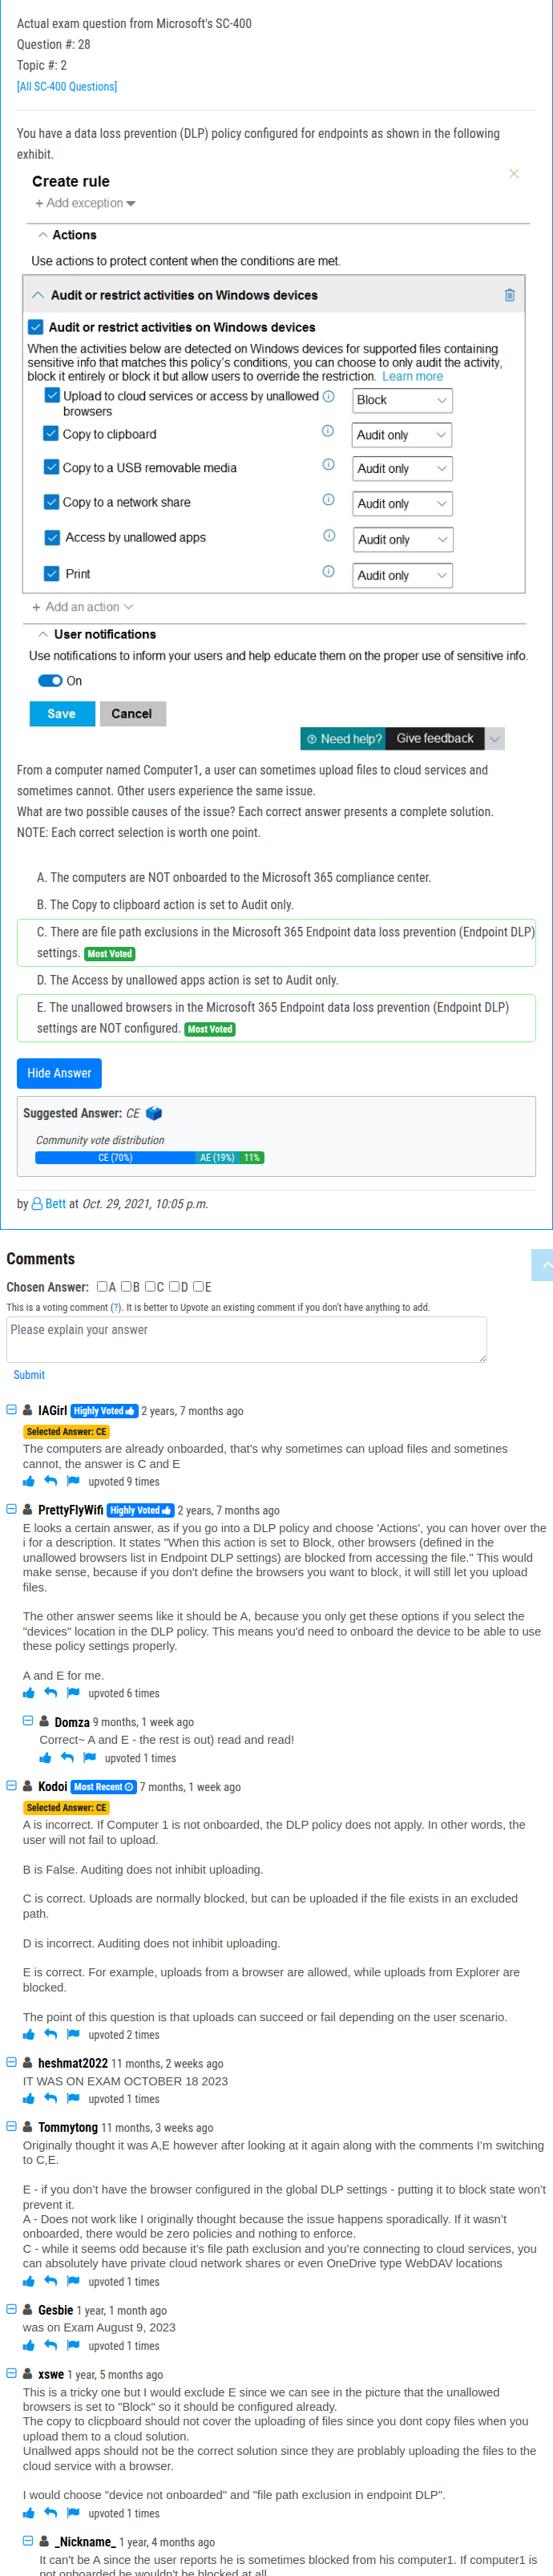 Actual exam question from Microsoft's SC-400
Question #: 28
Topic #: 2
[All SC-400 Questions]
You have a data loss prevention (DLP) policy configured for endpoints as shown in the following
exhibit.
Create rule
+ Add exception
Actions
Use actions to protect content when the conditions are met.
Audit or restrict activities on Windows devices
Audit or restrict activities on Windows devices
When the activities below are detected on Windows devices for supported files containing
sensitive info that matches this policy's conditions, you can choose to only audit the activity,
block it entirely or block it but allow users to override the restriction. Learn more
Upload to cloud services or access by unallowed
browsers
Block
Copy to clipboard
Audit only
Copy to a USB removable media
Audit only
Copy to a network share
Audit only
Access by unallowed apps
Audit only
Print
Audit only
+ Add an action
User notifications
Use notifications to inform your users and help educate them on the proper use of sensitive info.
On
Save Cancel
Need help? Give feedback
From a computer named Computer1, a user can sometimes upload files to cloud services and
sometimes cannot. Other users experience the same issue.
What are two possible causes of the issue? Each correct answer presents a complete solution.
NOTE: Each correct selection is worth one point.
A. The computers are NOT onboarded to the Microsoft 365 compliance center.
B. The Copy to clipboard action is set to Audit only.
C. There are file path exclusions in the Microsoft 365 Endpoint data loss prevention (Endpoint DLP)
settings. Most Voted
D. The Access by unallowed apps action is set to Audit only.
E. The unallowed browsers in the Microsoft 365 Endpoint data loss prevention (Endpoint DLP)
settings are NOT configured. Most Voted
Hide Answer
Suggested Answer: CE
Community vote distribution
CE (70%) AE (19%) 11%
by Bett at Oct. 29, 2021, 10:05 p.m.
Comments
Chosen Answer: A B C D E
This is a voting comment (?). It is better to Upvote an existing comment if you don't have anything to add.
Please explain your answer
Submit
IAGirl Highly Voted 2 years, 7 months ago
Selected Answer: CE
The computers are already onboarded, that's why sometimes can upload files and sometines
cannot, the answer is C and E
upvoted 9 times
PrettyFlyWifi Highly Voted 2 years, 7 months ago
E looks a certain answer, as if you go into a DLP policy and choose 'Actions', you can hover over the
i for a description. It states "When this action is set to Block, other browsers (defined in the
unallowed browsers list in Endpoint DLP settings) are blocked from accessing the file." This would
make sense, because if you don't define the browsers you want to block, it will still let you upload
files.
The other answer seems like it should be A, because you only get these options if you select the
"devices" location in the DLP policy. This means you'd need to onboard the device to be able to use
these policy settings properly.
A and E for me.
upvoted 6 times
Domza 9 months, 1 week ago
Correct~ A and E - the rest is out) read and read!
upvoted 1 times
Kodoi Most Recent 7 months, 1 week ago
Selected Answer: CE
A is incorrect. If Computer 1 is not onboarded, the DLP policy does not apply. In other words, the
user will not fail to upload.
B is False. Auditing does not inhibit uploading.
C is correct. Uploads are normally blocked, but can be uploaded if the file exists in an excluded
path.
D is incorrect. Auditing does not inhibit uploading.
E is correct. For example, uploads from a browser are allowed, while uploads from Explorer are
blocked.
The point of this question is that uploads can succeed or fail depending on the user scenario.
upvoted 2 times
heshmat2022 11 months, 2 weeks ago
IT WAS ON EXAM OCTOBER 18 2023
upvoted 1 times
Tommytong 11 months, 3 weeks ago
Originally thought it was A,E however after looking at it again along with the comments I'm switching
to C,E.
E - if you don't have the browser configured in the global DLP settings - putting it to block state won't
prevent it.
A - Does not work like I originally thought because the issue happens sporadically. If it wasn't
onboarded, there would be zero policies and nothing to enforce.
C - while it seems odd because it's file path exclusion and you're connecting to cloud services, you
can absolutely have private cloud network shares or even OneDrive type WebDAV locations
upvoted 1 times
Gesbie 1 year, 1 month ago
was on Exam August 9, 2023
upvoted 1 times
xswe 1 year, 5 months ago
This is a tricky one but I would exclude E since we can see in the picture that the unallowed
browsers is set to "Block" so it should be configured already.
The copy to clicpboard should not cover the uploading of files since you dont copy files when you
upload them to a cloud solution.
Unallwed apps should not be the correct solution since they are problably uploading the files to the
cloud service with a browser.
I would choose "device not onboarded" and "file path exclusion in endpoint DLP".
upvoted 1 times
_Nickname_ 1 year, 4 months ago
It can't be A since the user reports he is sometimes blocked from his computer1. If computer1 is
not onboarded he wouldn't be blocked at all